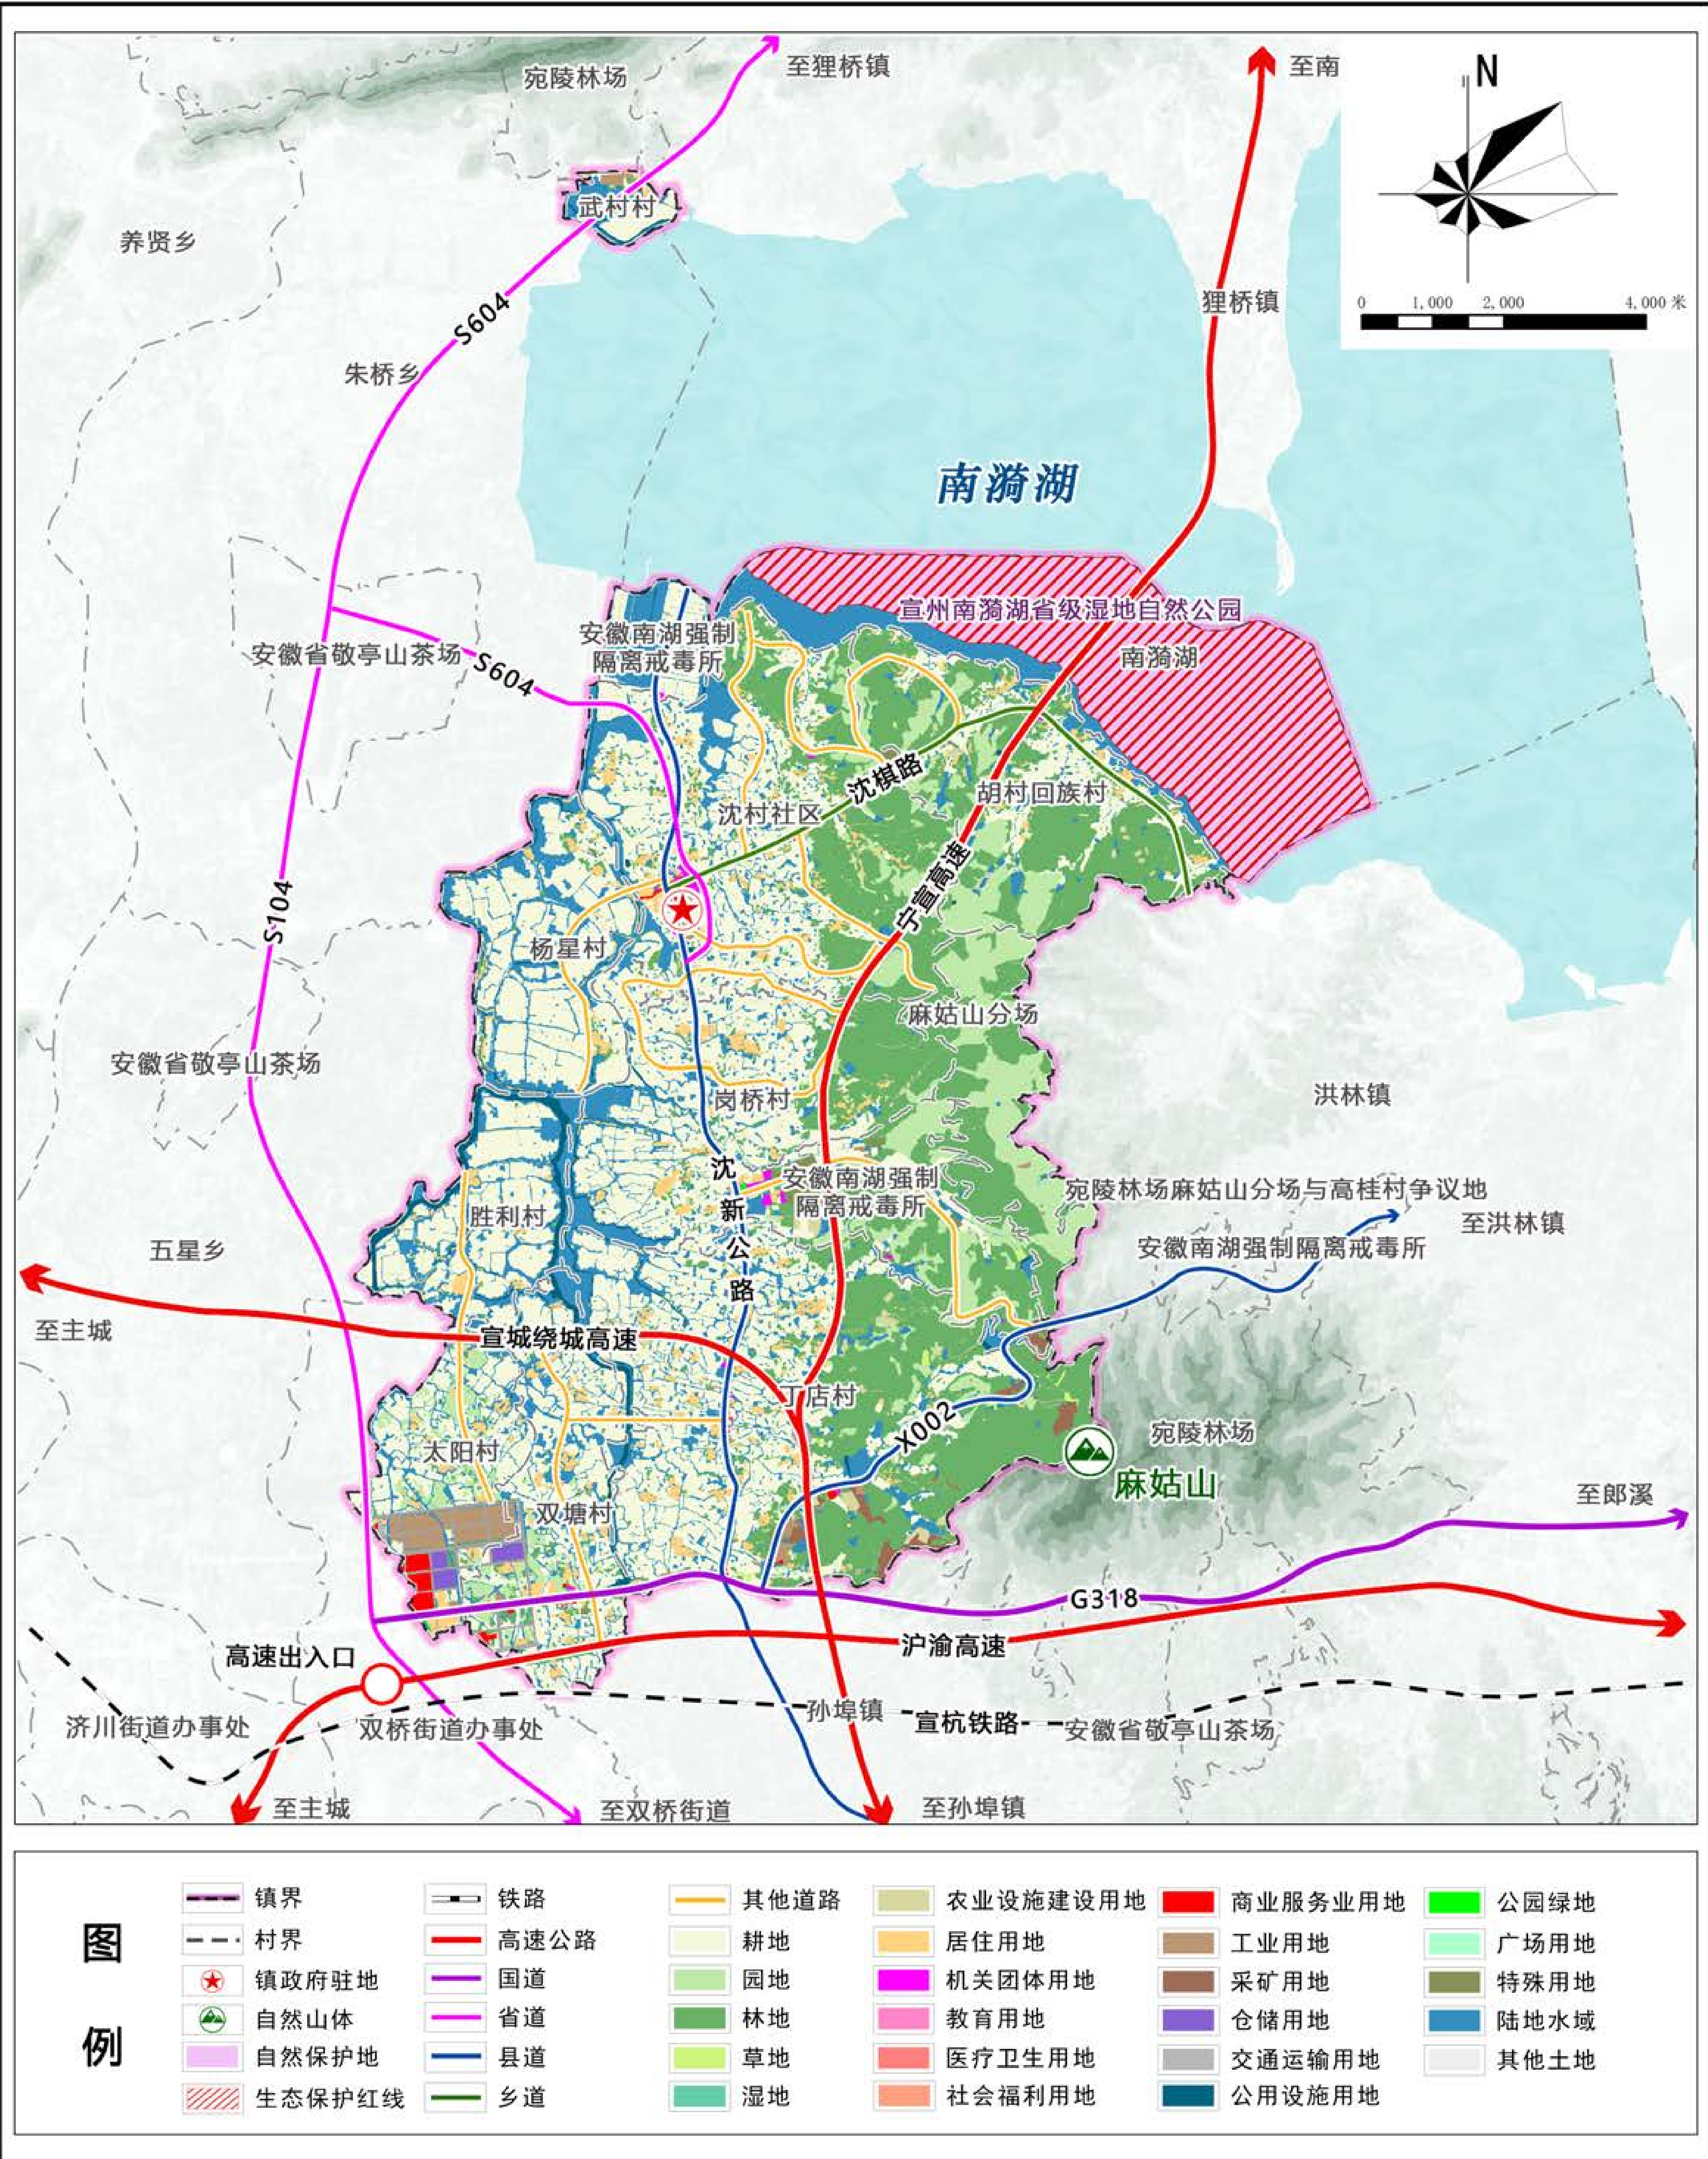 宛陵林场
至狸桥镇
至南
N
武村村
养贤乡
0 1,000 2,000 4,000 米
狸桥镇
S604
朱桥乡
南漪湖
宣州南漪湖省级湿地自然公园
安徽南湖强制
隔离戒毒所
南漪湖
安徽省敬亭山茶场
S604
沈棋路
胡村回族村
沈村社区
宁宣高速
S104
杨星村
麻姑山分场
安徽省敬亭山茶场
岗桥村
洪林镇
沈新公路
安徽南湖强制
隔离戒毒所
宛陵林场麻姑山分场与高桂村争议地
胜利村
至洪林镇
五星乡
安徽南湖强制隔离戒毒所
至主城
宣城绕城高速
丁店村
X002
宛陵林场
太阳村
麻姑山
至郎溪
双塘村
G318
沪渝高速
高速出入口
孙埠镇
宣杭铁路
济川街道办事处
双桥街道办事处
安徽省敬亭山茶场
至主城
至双桥街道
至孙埠镇
图例
镇界
村界
镇政府驻地
自然山体
自然保护地
生态保护红线
铁路
高速公路
国道
省道
县道
乡道
其他道路
耕地
园地
林地
草地
湿地
农业设施建设用地
居住用地
机关团体用地
教育用地
医疗卫生用地
社会福利用地
商业服务业用地
工业用地
采矿用地
仓储用地
交通运输用地
公用设施用地
公园绿地
广场用地
特殊用地
陆地水域
其他土地